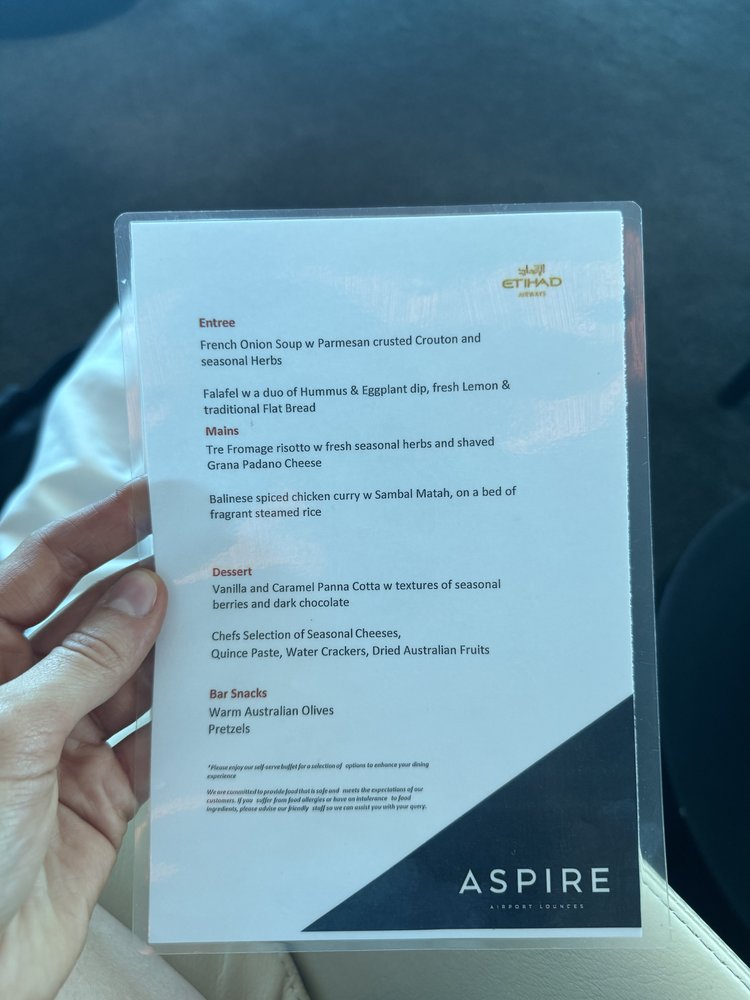 الإتحاد
ETIHAD
AIRWAYS
Entree
French Onion Soup w Parmesan crusted Crouton and
seasonal Herbs
Falafel w a duo of Hummus & Eggplant dip, fresh Lemon &
traditional Flat Bread
Mains
Tre Fromage risotto w fresh seasonal herbs and shaved
Grana Padano Cheese
Balinese spiced chicken curry w Sambal Matah, on a bed of
fragrant steamed rice
Dessert
Vanilla and Caramel Panna Cotta w textures of seasonal
berries and dark chocolate
Chefs Selection of Seasonal Cheeses,
Quince Paste, Water Crackers, Dried Australian Fruits
Bar Snacks
Warm Australian Olives
Pretzels
*Please enjoy our self-serve buffet for a selection of options to enhance your dining
experience
We are committed to provide food that is safe and meets the expectations of our
customers. If you suffer from food allergies or have an intolerance to food
ingredients, please advise our friendly staff so we can assist you with your query.
ASPIRE
AIRPORT LOUNGES